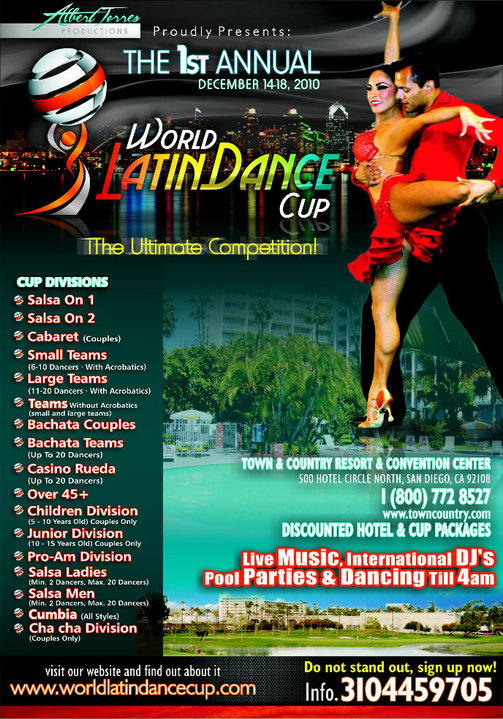 Albert Torres
PRODUCTIONS
Proudly Presents:
THE 1ST ANNUAL
DECEMBER 14-18, 2010
WORLD
LATIN DANCE
CUP
!The Ultimate Competition!
CUP DIVISIONS
Salsa On 1
Salsa On 2
Cabaret (Couples)
Small Teams
(6-10 Dancers - With Acrobatics)
Large Teams
(11-20 Dancers - With Acrobatics)
Teams Without Acrobatics
(small and large teams)
Bachata Couples
Bachata Teams
(Up To 20 Dancers)
Casino Rueda
(Up To 20 Dancers)
Over 45+
Children Division
(5 - 10 Years Old) Couples Only
Junior Division
(10 - 15 Years Old) Couples Only
Pro-Am Division
Salsa Ladies
(Min. 2 Dancers, Max. 20 Dancers)
Salsa Men
(Min. 2 Dancers, Max. 20 Dancers)
Cumbia (All Styles)
Cha cha Division
(Couples Only)
TOWN & COUNTRY RESORT & CONVENTION CENTER
500 HOTEL CIRCLE NORTH, SAN DIEGO, CA 92108
1 (800) 772 8527
www.towncountry.com
DISCOUNTED HOTEL & CUP PACKAGES
Live Music, International DJ's
Pool Parties & Dancing Till 4am
visit our website and find out about it
www.worldlatindancecup.com
Do not stand out, sign up now!
Info. 3104459705